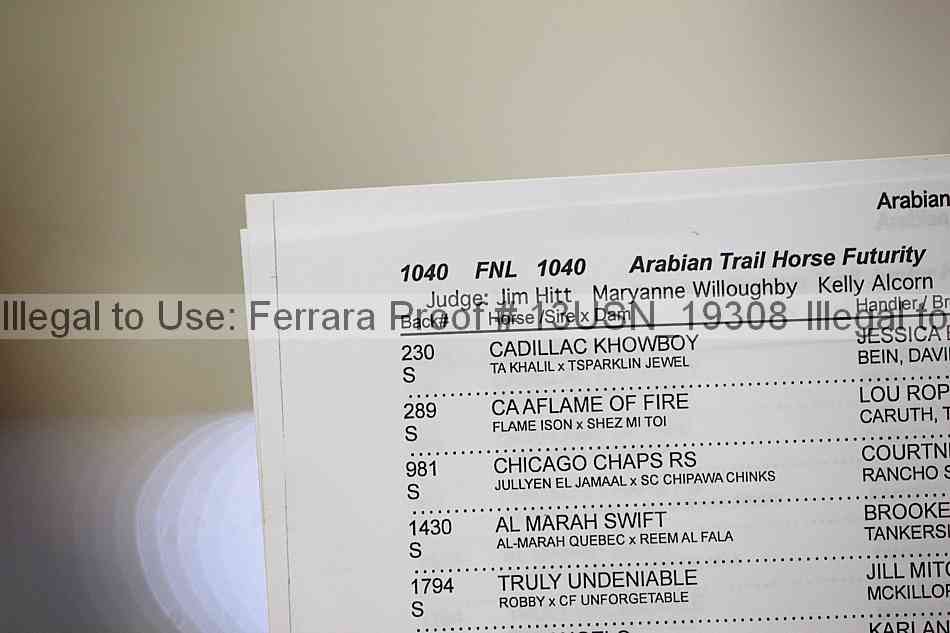 Arabian
1040 FNL 1040 Arabian Trail Horse Futurity
Judge: Jim Hitt Maryanne Willoughby Kelly Alcorn
Illegal to Use: Ferrara Proof # 13USN_19308 Illegal to
Back# Horse /Sire x Dam Handler /
230 CADILLAC KHOWBOY JESSICA
S TA KHALIL x TSPARKLIN JEWEL BEIN, DAVI
289 CA AFLAME OF FIRE LOU ROP
S FLAME ISON x SHEZ MI TOI CARUTH, T
981 CHICAGO CHAPS RS COURTN
S JULLYEN EL JAMAAL x SC CHIPAWA CHINKS RANCHO S
1430 AL MARAH SWIFT BROOKE
S AL-MARAH QUEBEC x REEM AL FALA TANKERS
1794 TRULY UNDENIABLE JILL MITC
S ROBBY x CF UNFORGETABLE MCKILLOP
KARLAN